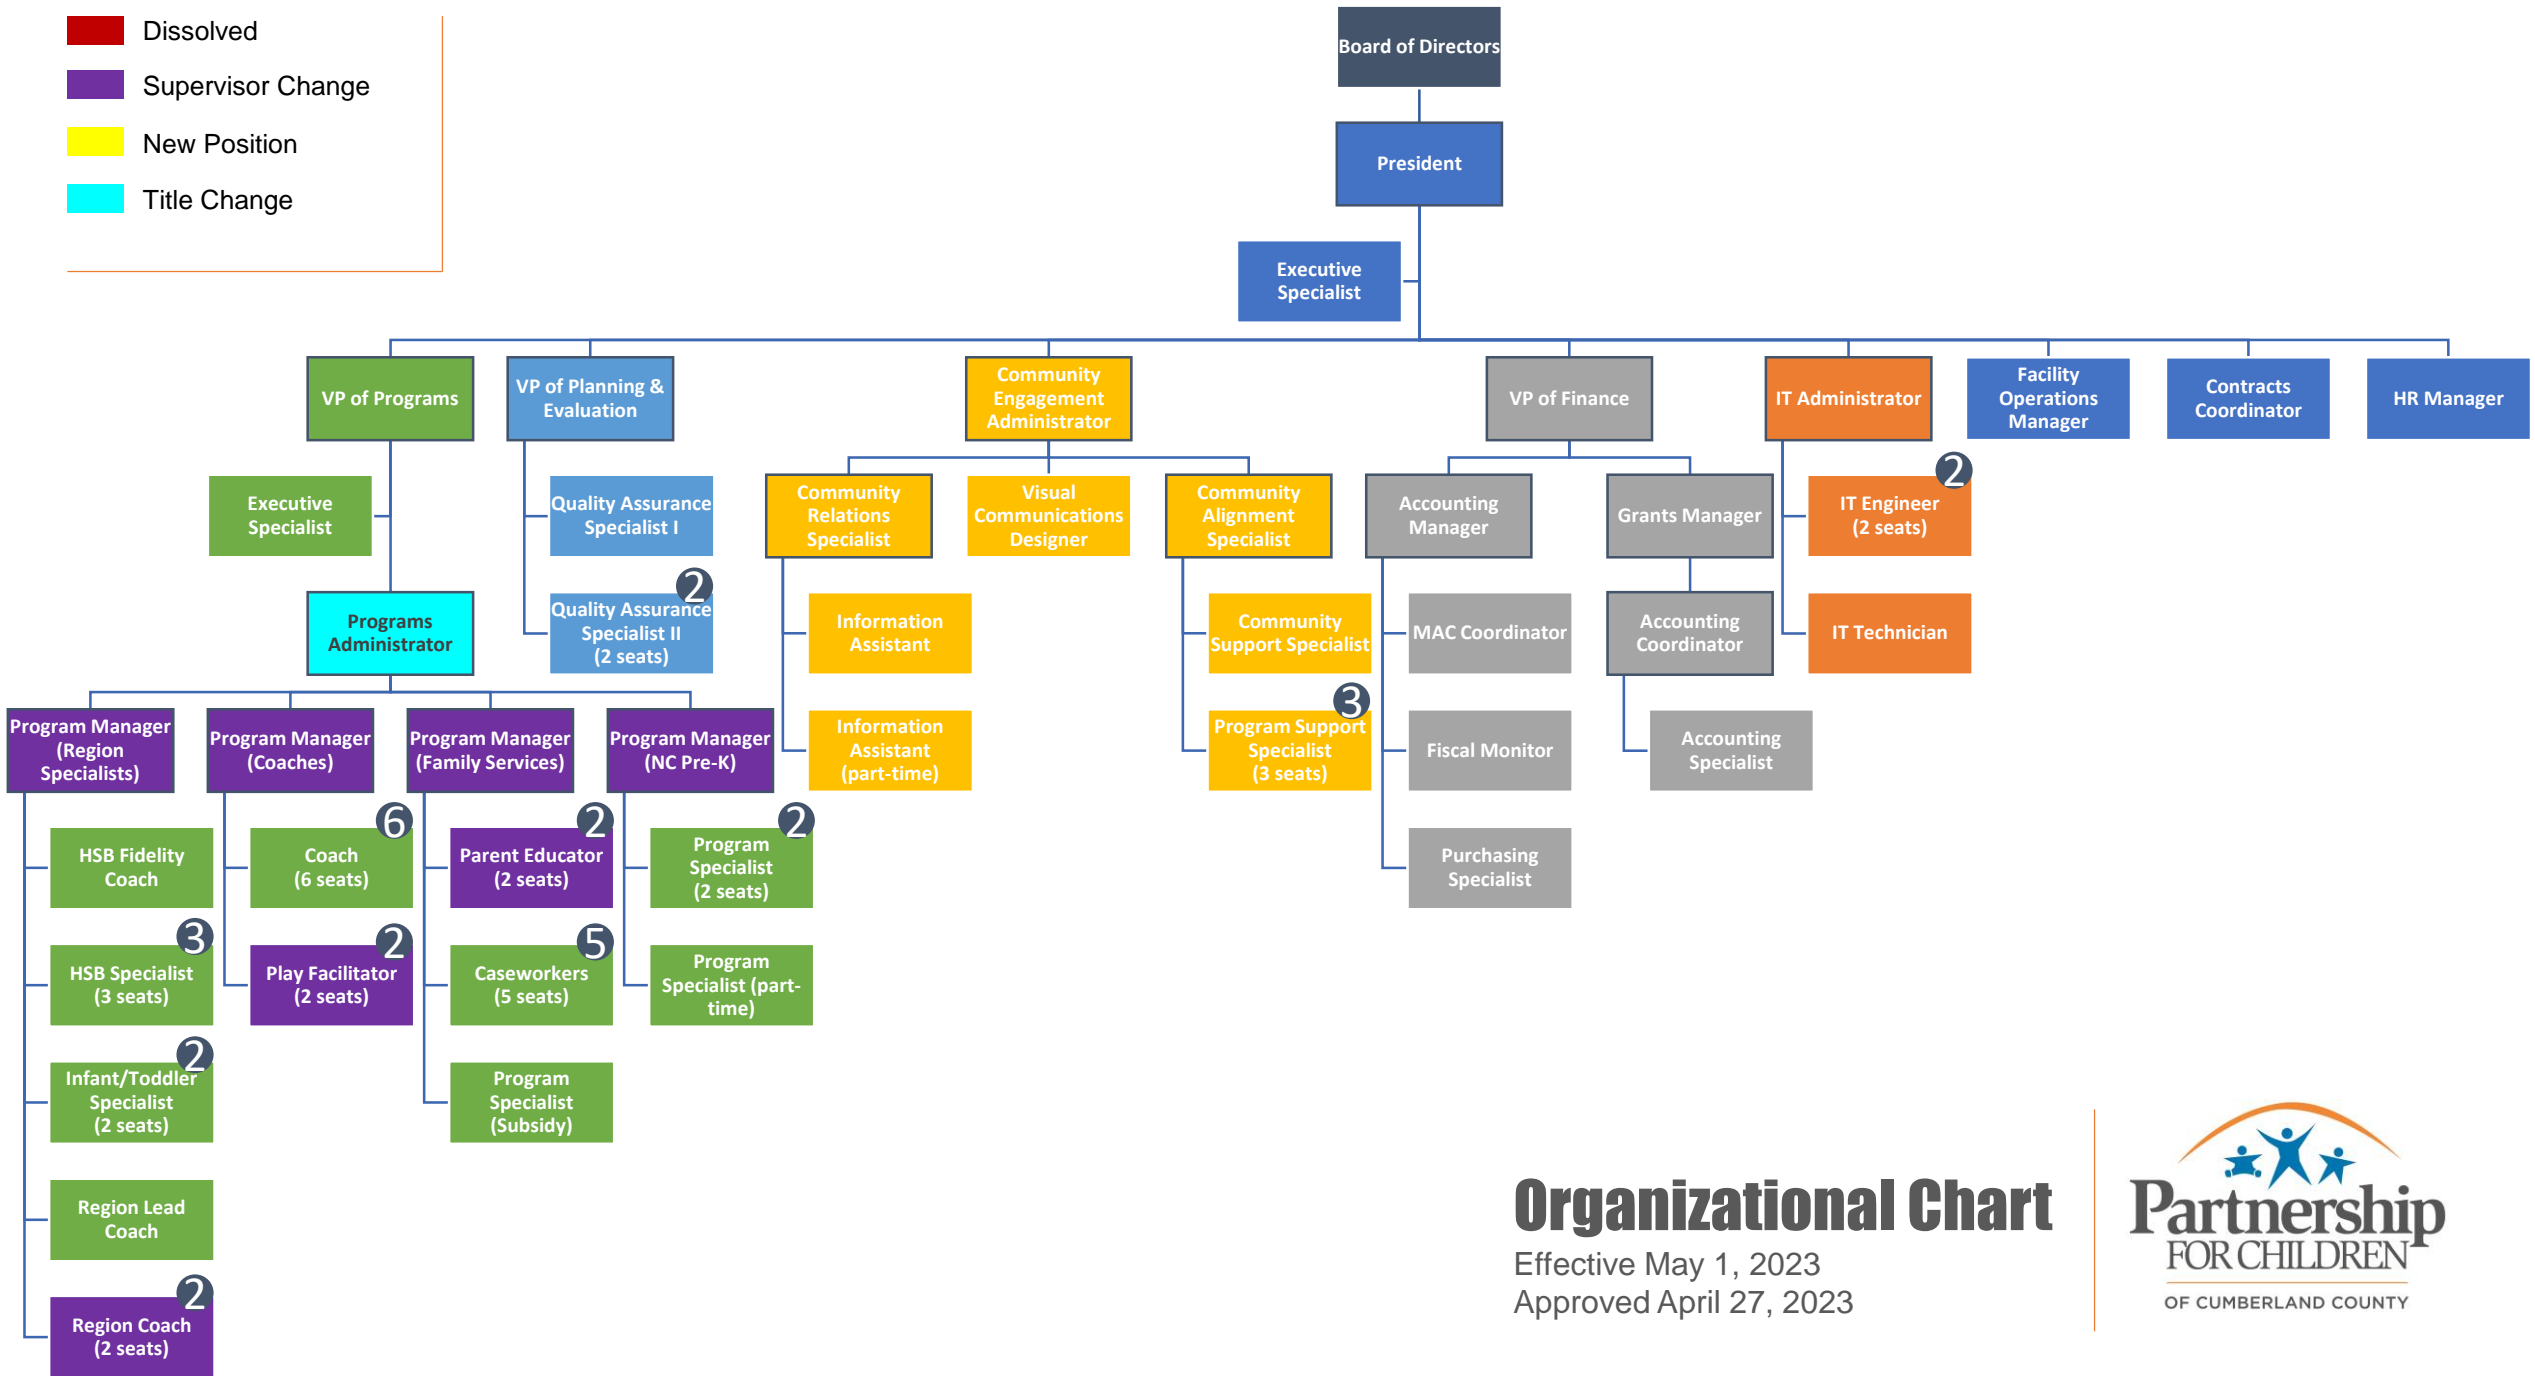 Dissolved
Supervisor Change
New Position
Title Change
Board of Directors
President
Executive
Specialist
VP of Programs
VP of Planning &
Evaluation
Community
Engagement
Administrator
VP of Finance
IT Administrator
Facility
Operations
Manager
Contracts
Coordinator
HR Manager
Executive
Specialist
Quality Assurance
Specialist I
Community
Relations
Specialist
Visual
Communications
Designer
Community
Alignment
Specialist
Accounting
Manager
Grants Manager
2
IT Engineer
(2 seats)
Programs
Administrator
2
Quality Assurance
Specialist II
(2 seats)
Information
Assistant
Community
Support Specialist
MAC Coordinator
Accounting
Coordinator
IT Technician
Program Manager
(Region
Specialists)
Program Manager
(Coaches)
Program Manager
(Family Services)
Program Manager
(NC Pre-K)
Information
Assistant
(part-time)
3
Program Support
Specialist
(3 seats)
Fiscal Monitor
Accounting
Specialist
HSB Fidelity
Coach
6
Coach
(6 seats)
2
Parent Educator
(2 seats)
2
Program
Specialist
(2 seats)
Purchasing
Specialist
3
HSB Specialist
(3 seats)
2
Play Facilitator
(2 seats)
5
Caseworkers
(5 seats)
Program
Specialist (part-
time)
2
Infant/Toddler
Specialist
(2 seats)
Program
Specialist
(Subsidy)
Region Lead
Coach
2
Region Coach
(2 seats)
Organizational Chart
Effective May 1, 2023
Approved April 27, 2023
Partnership
FOR CHILDREN
OF CUMBERLAND COUNTY